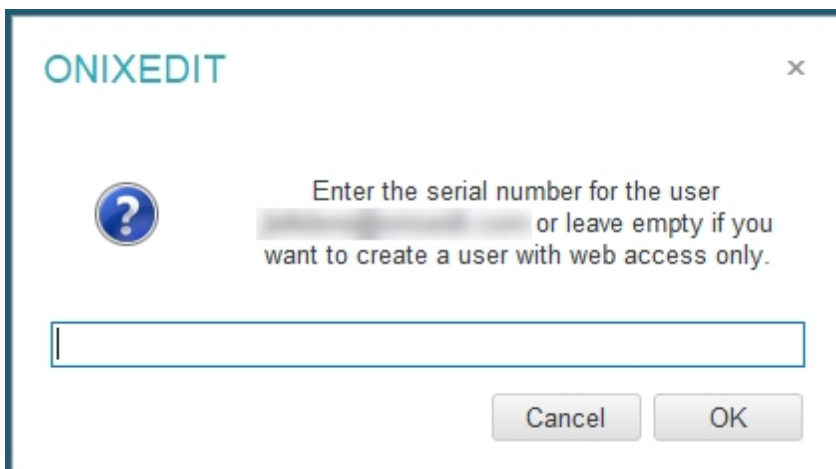 ONIXEDIT
×
?
Enter the serial number for the user
or leave empty if you
want to create a user with web access only.
Cancel OK